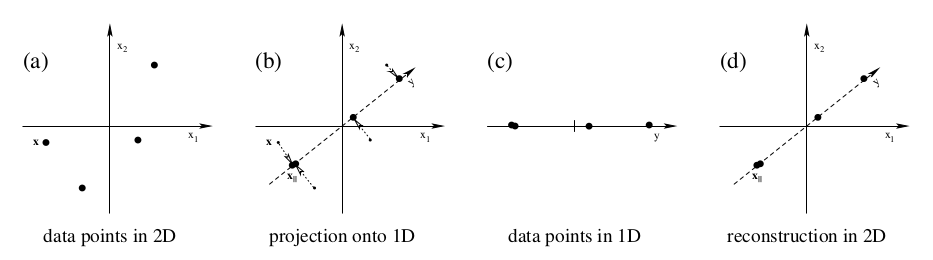 (a)
x₂
x₁
x
data points in 2D
(b)
x₂
y
x₁
x
x||
projection onto 1D
(c)
y
data points in 1D
(d)
x₂
y
x₁
x||
reconstruction in 2D